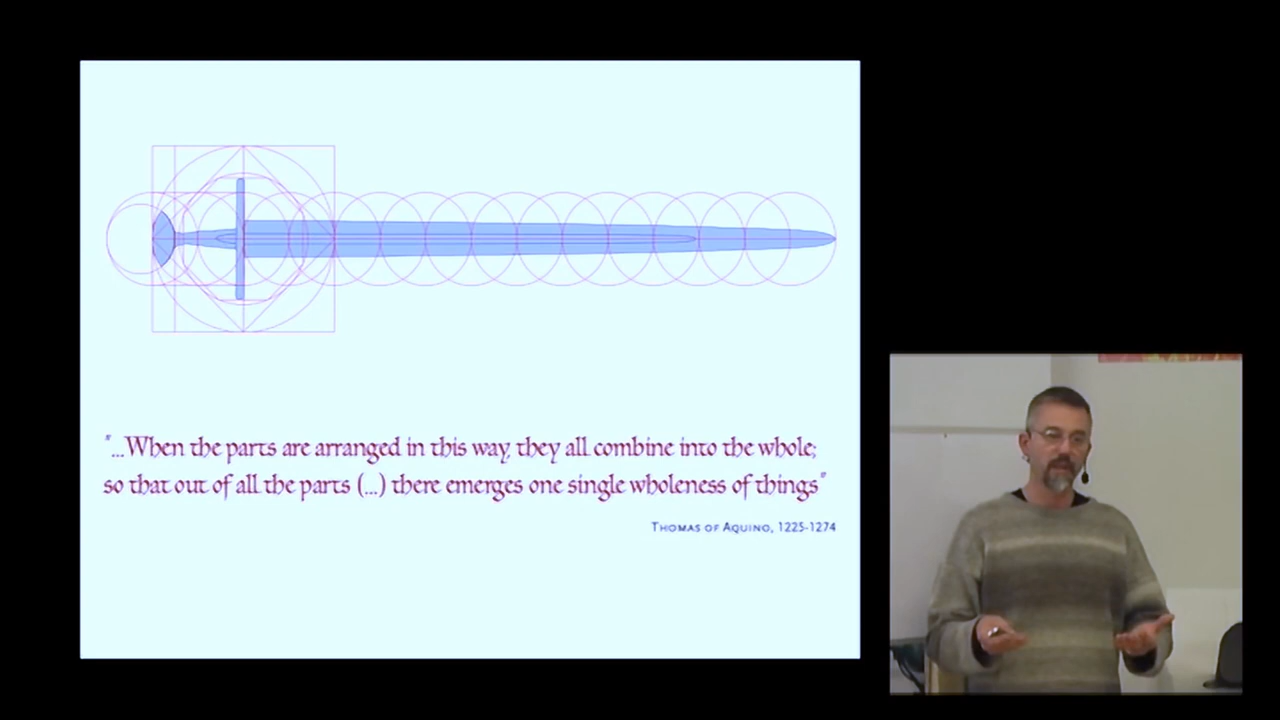 "...When the parts are arranged in this way, they all combine into the whole;
so that out of all the parts (...) there emerges one single wholeness of things"
Thomas of Aquino, 1225-1274